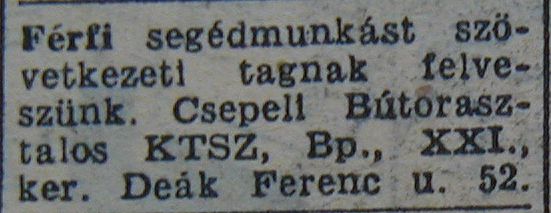 Férfi segédmunkást szö-
vetkezeti tagnak felve-
szünk. Csepeli Bútorasz-
talos KTSZ, Bp., XXI.,
ker. Deák Ferenc u. 52.